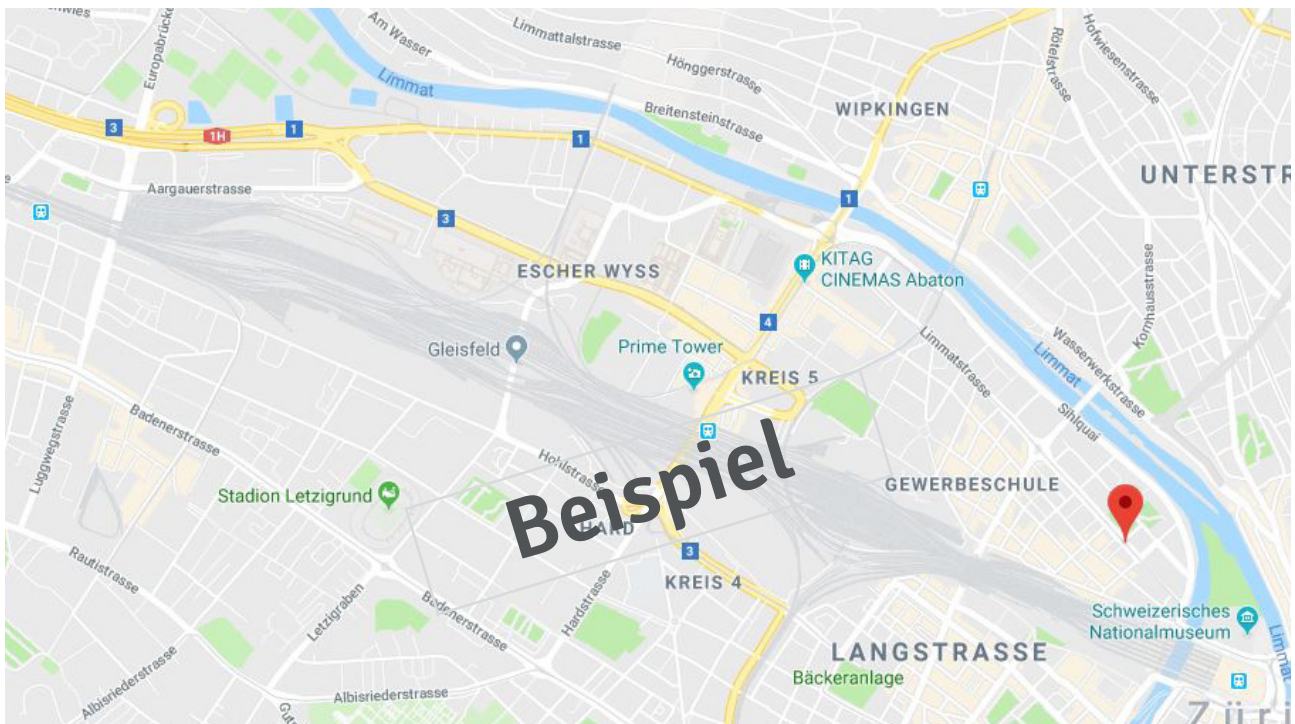 Europabrücke
Am Wasser
Limmattalstrasse
Hönggerstrasse
Rötelstrasse
Hofwiesenstrasse
Limmat
Breitensteinstrasse
WIPKINGEN
3
1H
1
1
Aargauerstrasse
UNTERSTR
1
3
ESCHER WYSS
KITAG
CINEMAS Abaton
Kornhausstrasse
4
Gleisfeld
Prime Tower
Limmatstrasse
Limmat
Wasserwerkstrasse
KREIS 5
Luggwegstrasse
Badenerstrasse
Sihlquai
Hohlstrasse
Beispiel
Stadion Letzigrund
GEWERBESCHULE
HARD
3
Rautistrasse
KREIS 4
Letzigraben
Badenerstrasse
Hardstrasse
Schweizerisches
Nationalmuseum
Limmat
LANGSTRASSE
Bäckeranlage
Albisriederstrasse
Albisriederstrasse
Züri